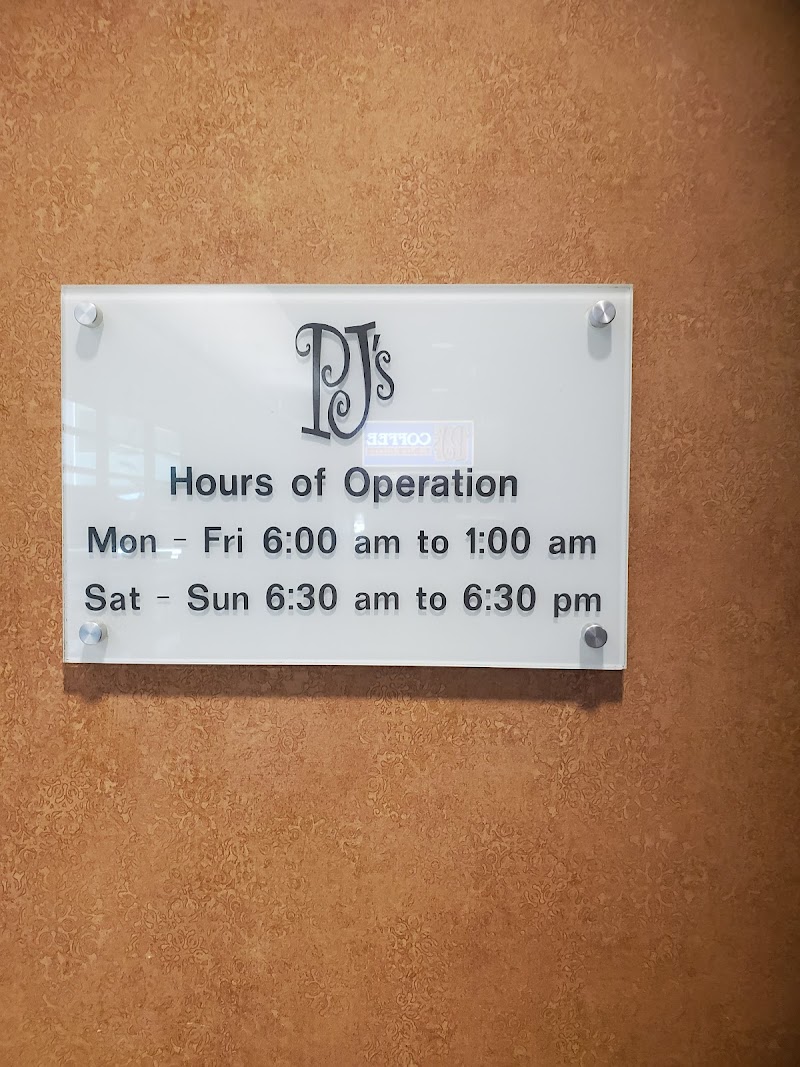 PJ's
Hours of Operation
Mon - Fri 6:00 am to 1:00 am
Sat - Sun 6:30 am to 6:30 pm
COFFEE